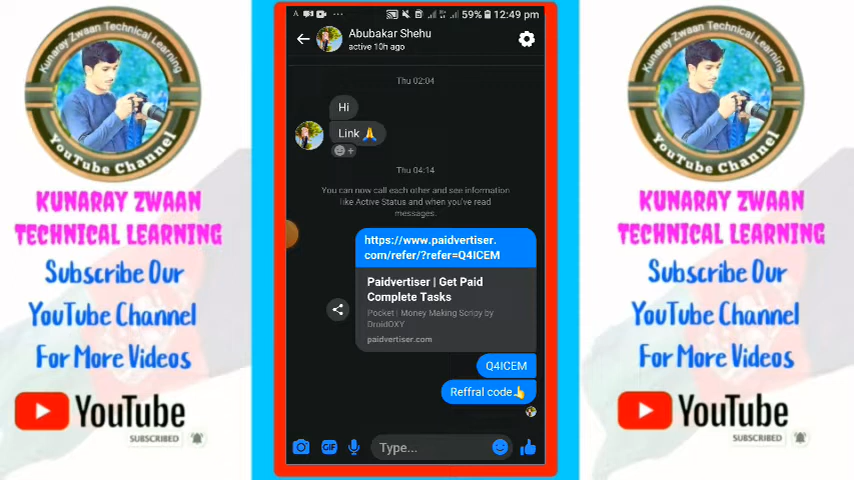 Kunaray Zwaan Technical Learning
YouTube Channel
KUNARAY ZWAAN
TECHNICAL LEARNING
Subscribe Our
YouTube Channel
For More Videos
YouTube
SUBSCRIBED
A
59% 12:49 pm
Abubakar Shehu
active 10h ago
Thu 02:04
Hi
Link 🙏
Thu 04:14
You can now call each other and see information
like Active Status and when you've read
messages.
https://www.paidvertiser.
com/refer/?refer=Q4ICEM
Paidvertiser | Get Paid
Complete Tasks
Pocket | Money Making Script by
DroidOXY
paidvertiser.com
Q4ICEM
Reffral code👆
GIF
Type...
Kunaray Zwaan Technical Learning
YouTube Channel
KUNARAY ZWAAN
TECHNICAL LEARNING
Subscribe Our
YouTube Channel
For More Videos
YouTube
SUBSCRIBED